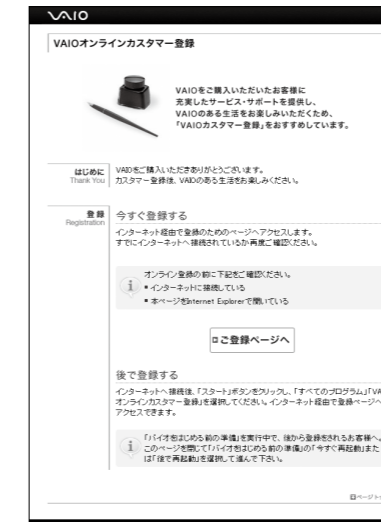 VAIO
VAIOオンラインカスタマー登録
VAIOをご購入いただいたお客様に
充実したサービス・サポートを提供し、
VAIOのある生活をお楽しみいただくため、
「VAIOカスタマー登録」をおすすめしています。
はじめに
Thank You
VAIOをご購入いただきありがとうございます。
カスタマー登録後、VAIOのある生活をお楽しみください。
登録
Registration
今すぐ登録する
インターネット経由で登録のためのページへアクセスします。
すでにインターネットへ接続されているか再度ご確認ください。
オンライン登録の前に下記をご確認ください。
■インターネットに接続している
■本ページをInternet Explorerで開いている
ご登録ページへ
後で登録する
インターネットへ接続後、「スタート」ボタンをクリックし、「すべてのプログラム」「VA
オンラインカスタマー登録」を選択してください。インターネット経由で登録ページへ
アクセスできます。
「バイオをはじめる前の準備」を実行中で、後から登録をされるお客様へ。
このページを閉じて「バイオをはじめる前の準備」の「今すぐ再起動」また
は「後で再起動」を選択して進んで下さい。